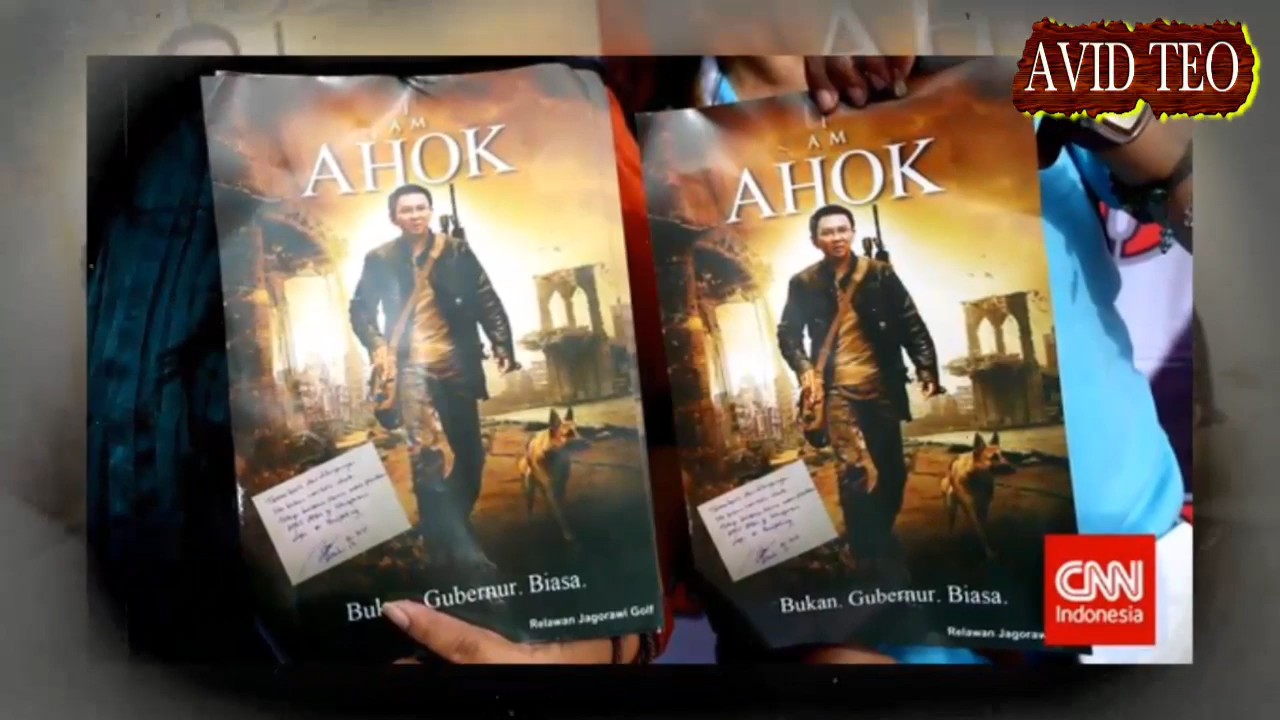 AVID TEO
I
AM
AHOK
Bukan. Gubernur. Biasa.
Relawan Jagorawi Golf
I
AM
AHOK
Bukan. Gubernur. Biasa.
Relawan Jagoraw
CNN
Indonesia